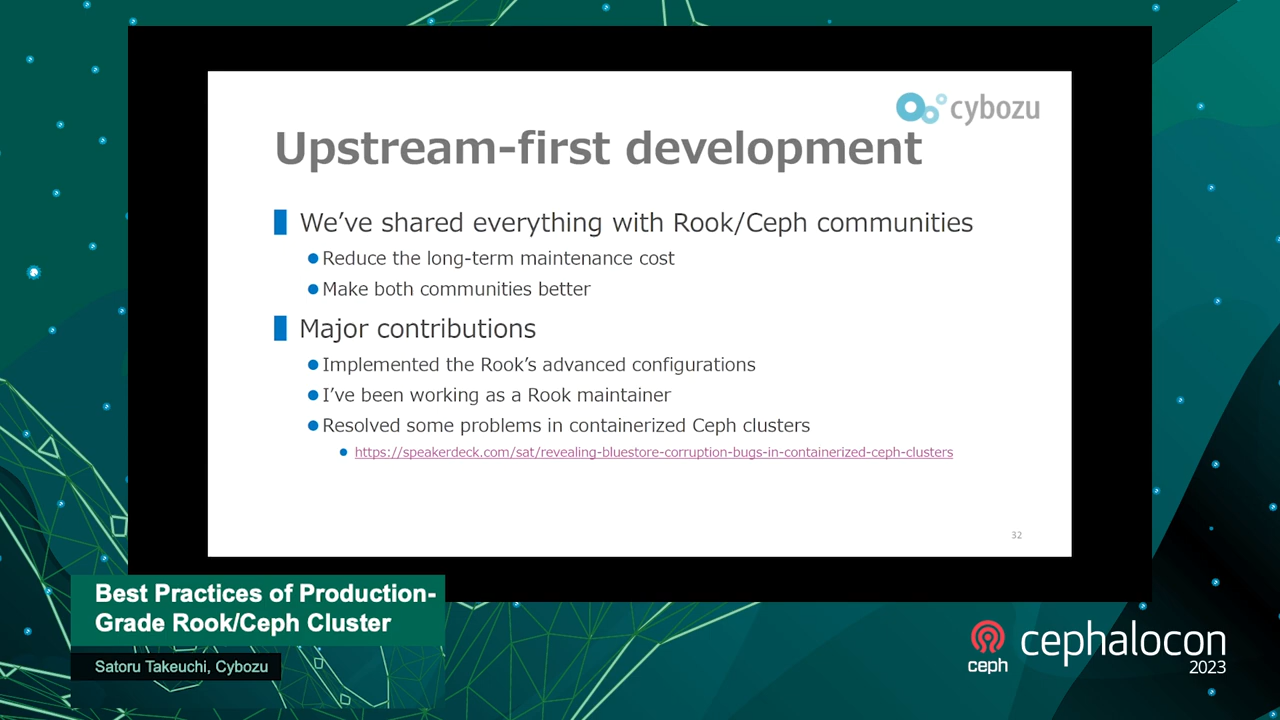 cybozu
Upstream-first development
We’ve shared everything with Rook/Ceph communities
Reduce the long-term maintenance cost
Make both communities better
Major contributions
Implemented the Rook’s advanced configurations
I’ve been working as a Rook maintainer
Resolved some problems in containerized Ceph clusters
https://speakerdeck.com/sat/revealing-bluestore-corruption-bugs-in-containerized-ceph-clusters
32
Best Practices of Production-
Grade Rook/Ceph Cluster
Satoru Takeuchi, Cybozu
ceph
cephalocon
2023